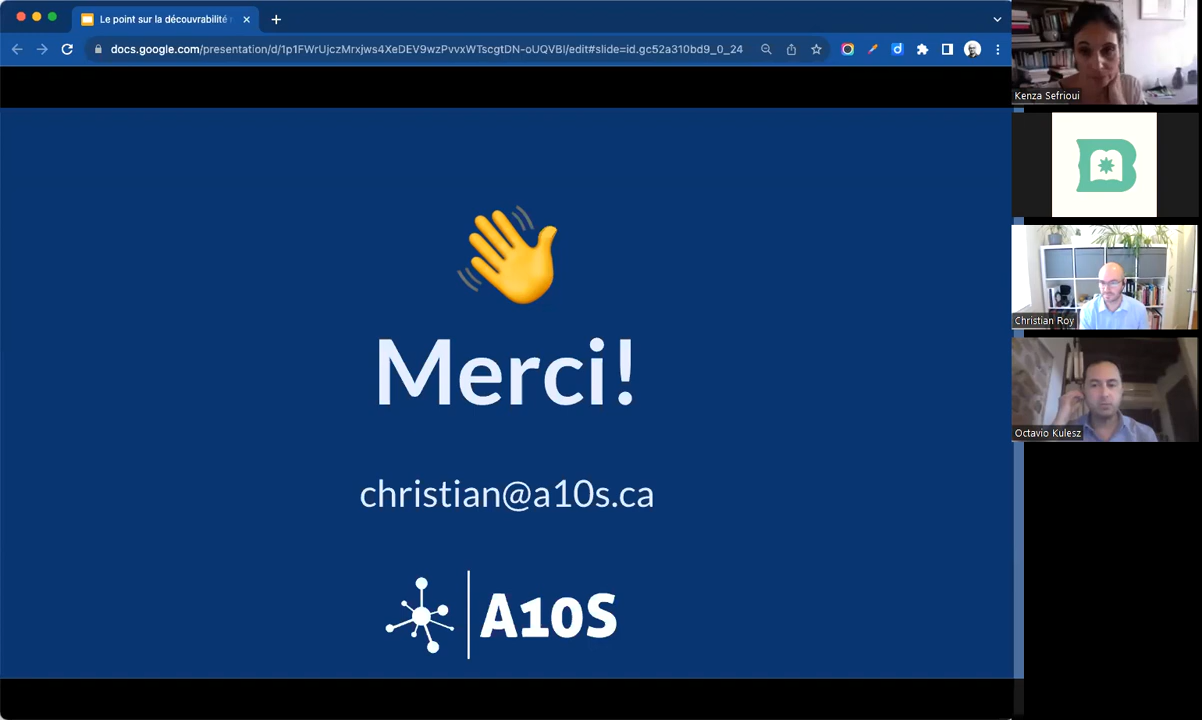 Le point sur la découvrabilité
docs.google.com/presentation/d/1p1FWrUjczMrxjws4XeDEV9wzPvvxWTscgtDN-oUQVBI/edit#slide=id.gc52a310bd9_0_24
Kenza Sefrioui
Christian Roy
Octavio Kulesz
Merci!
christian@a10s.ca
A10S